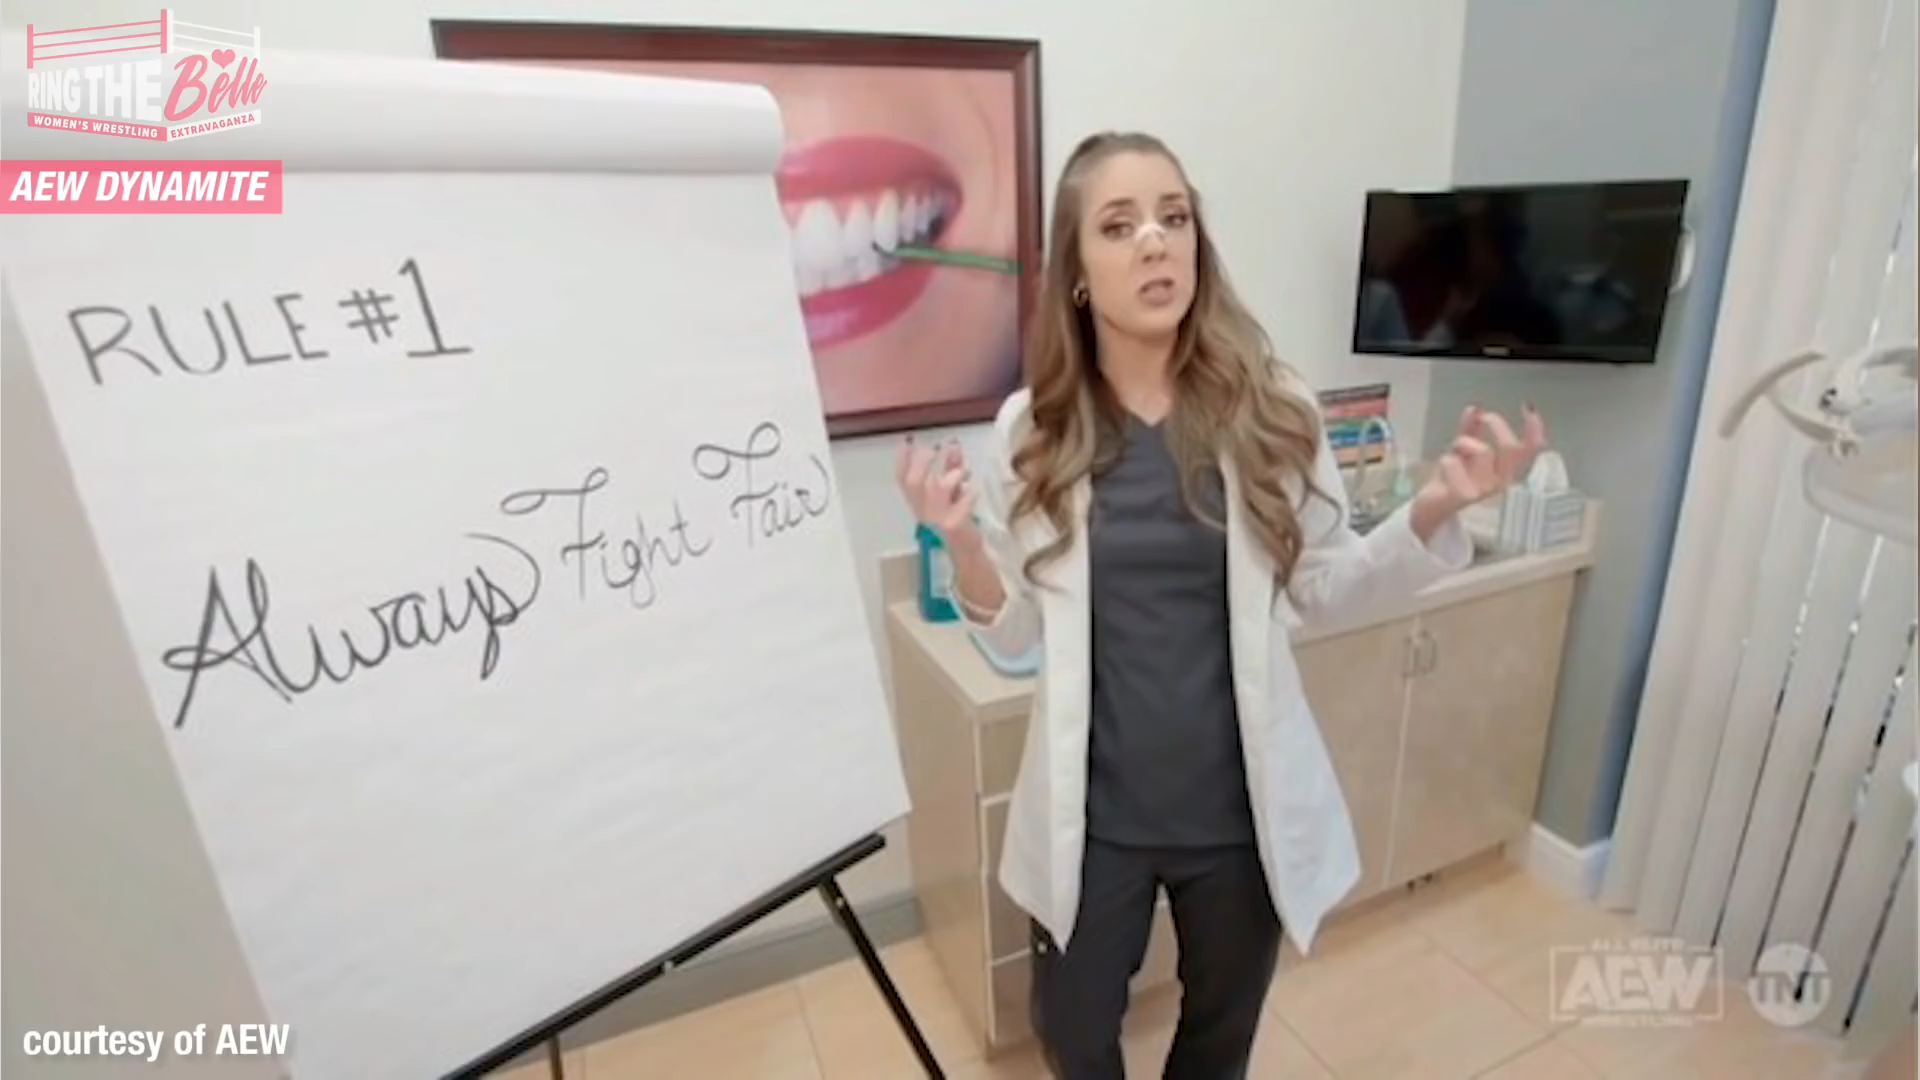 RING THE Belle
WOMEN'S WRESTLING EXTRAVAGANZA
AEW DYNAMITE
RULE #1
Always Fight Fair
courtesy of AEW
ALL ELITE
AEW
WRESTLING
TNT